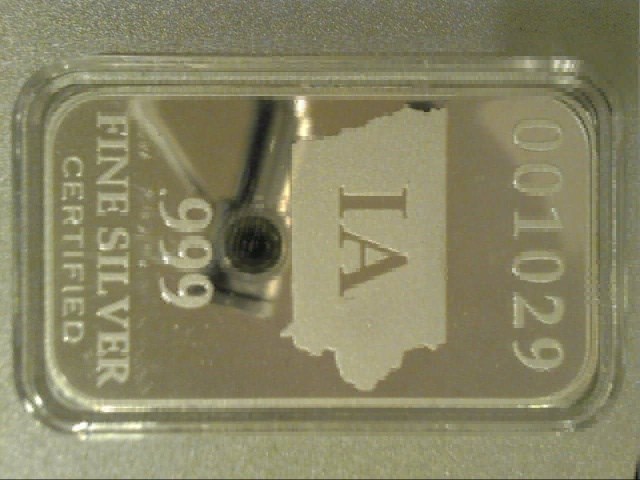 001029
IA
.999
FINE SILVER
CERTIFIED